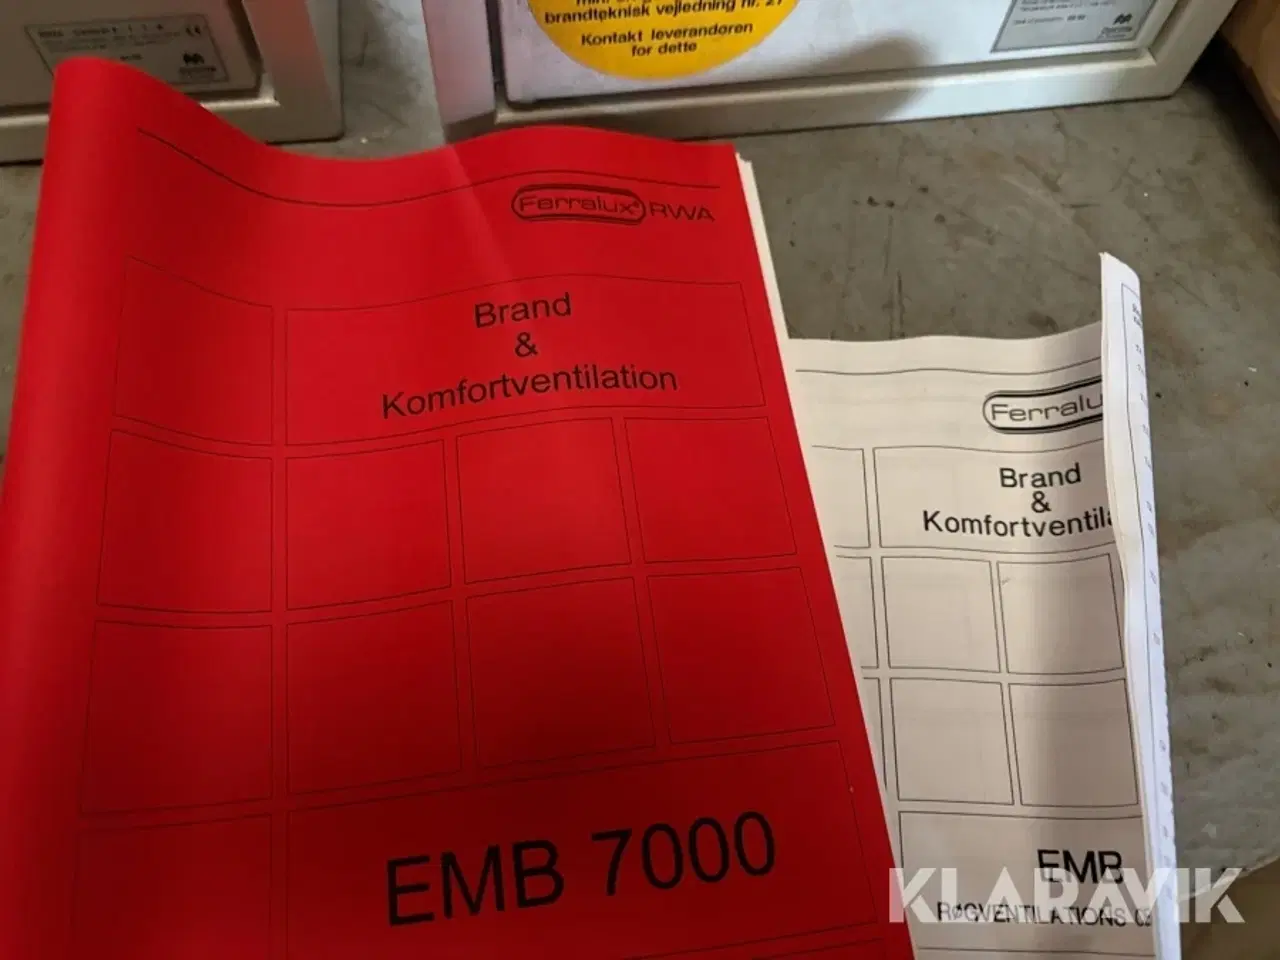 brandteknisk vejledning nr. 27
Kontakt leverandøren
for dette
Ferralux RWA
Brand
&
Komfortventilation
EMB 7000
Ferralu
Brand
&
Komfortventila
EMB
RØGVENTILATIONS
KLARAVIK